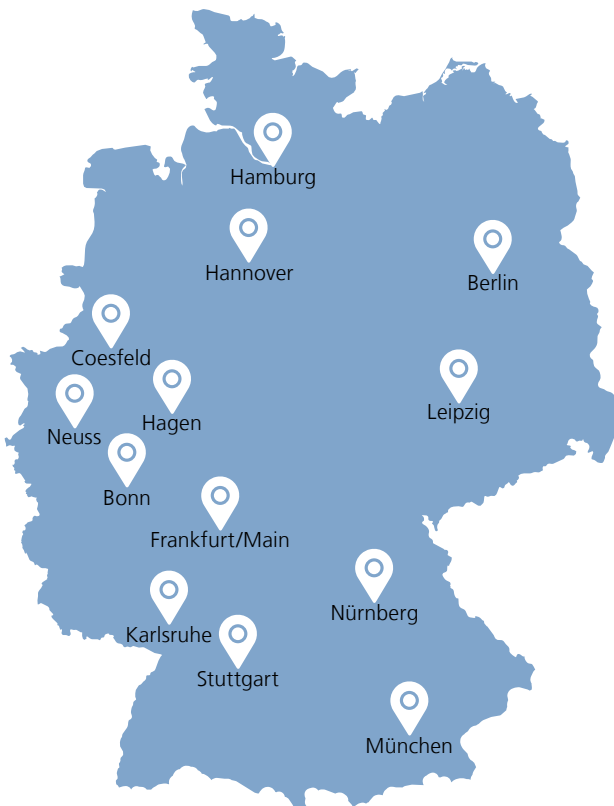 Hamburg
Hannover
Berlin
Coesfeld
Hagen
Leipzig
Neuss
Bonn
Frankfurt/Main
Nürnberg
Karlsruhe
Stuttgart
München